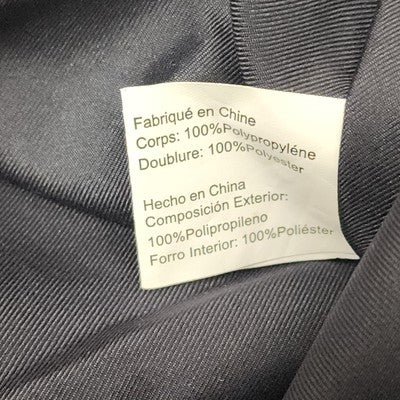 Fabriqué en Chine
Corps: 100%Polypropyléne
Doublure: 100%Polyester
Hecho en China
Composición Exterior:
100%Polipropileno
Forro Interior: 100%Poliéster